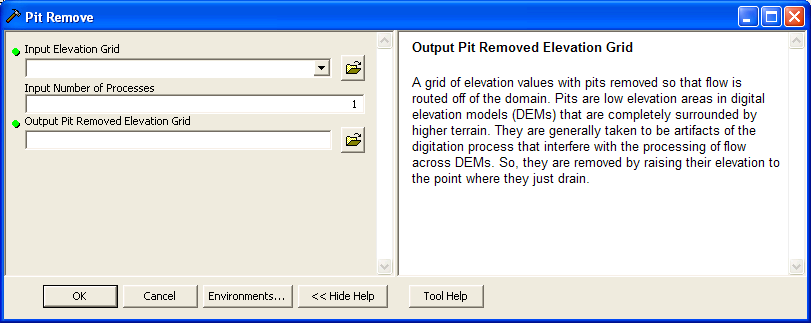 Pit Remove
Input Elevation Grid
Input Number of Processes
1
Output Pit Removed Elevation Grid
Output Pit Removed Elevation Grid
A grid of elevation values with pits removed so that flow is
routed off of the domain. Pits are low elevation areas in digital
elevation models (DEMs) that are completely surrounded by
higher terrain. They are generally taken to be artifacts of the
digitation process that interfere with the processing of flow
across DEMs. So, they are removed by raising their elevation to
the point where they just drain.
OK
Cancel
Environments...
<< Hide Help
Tool Help